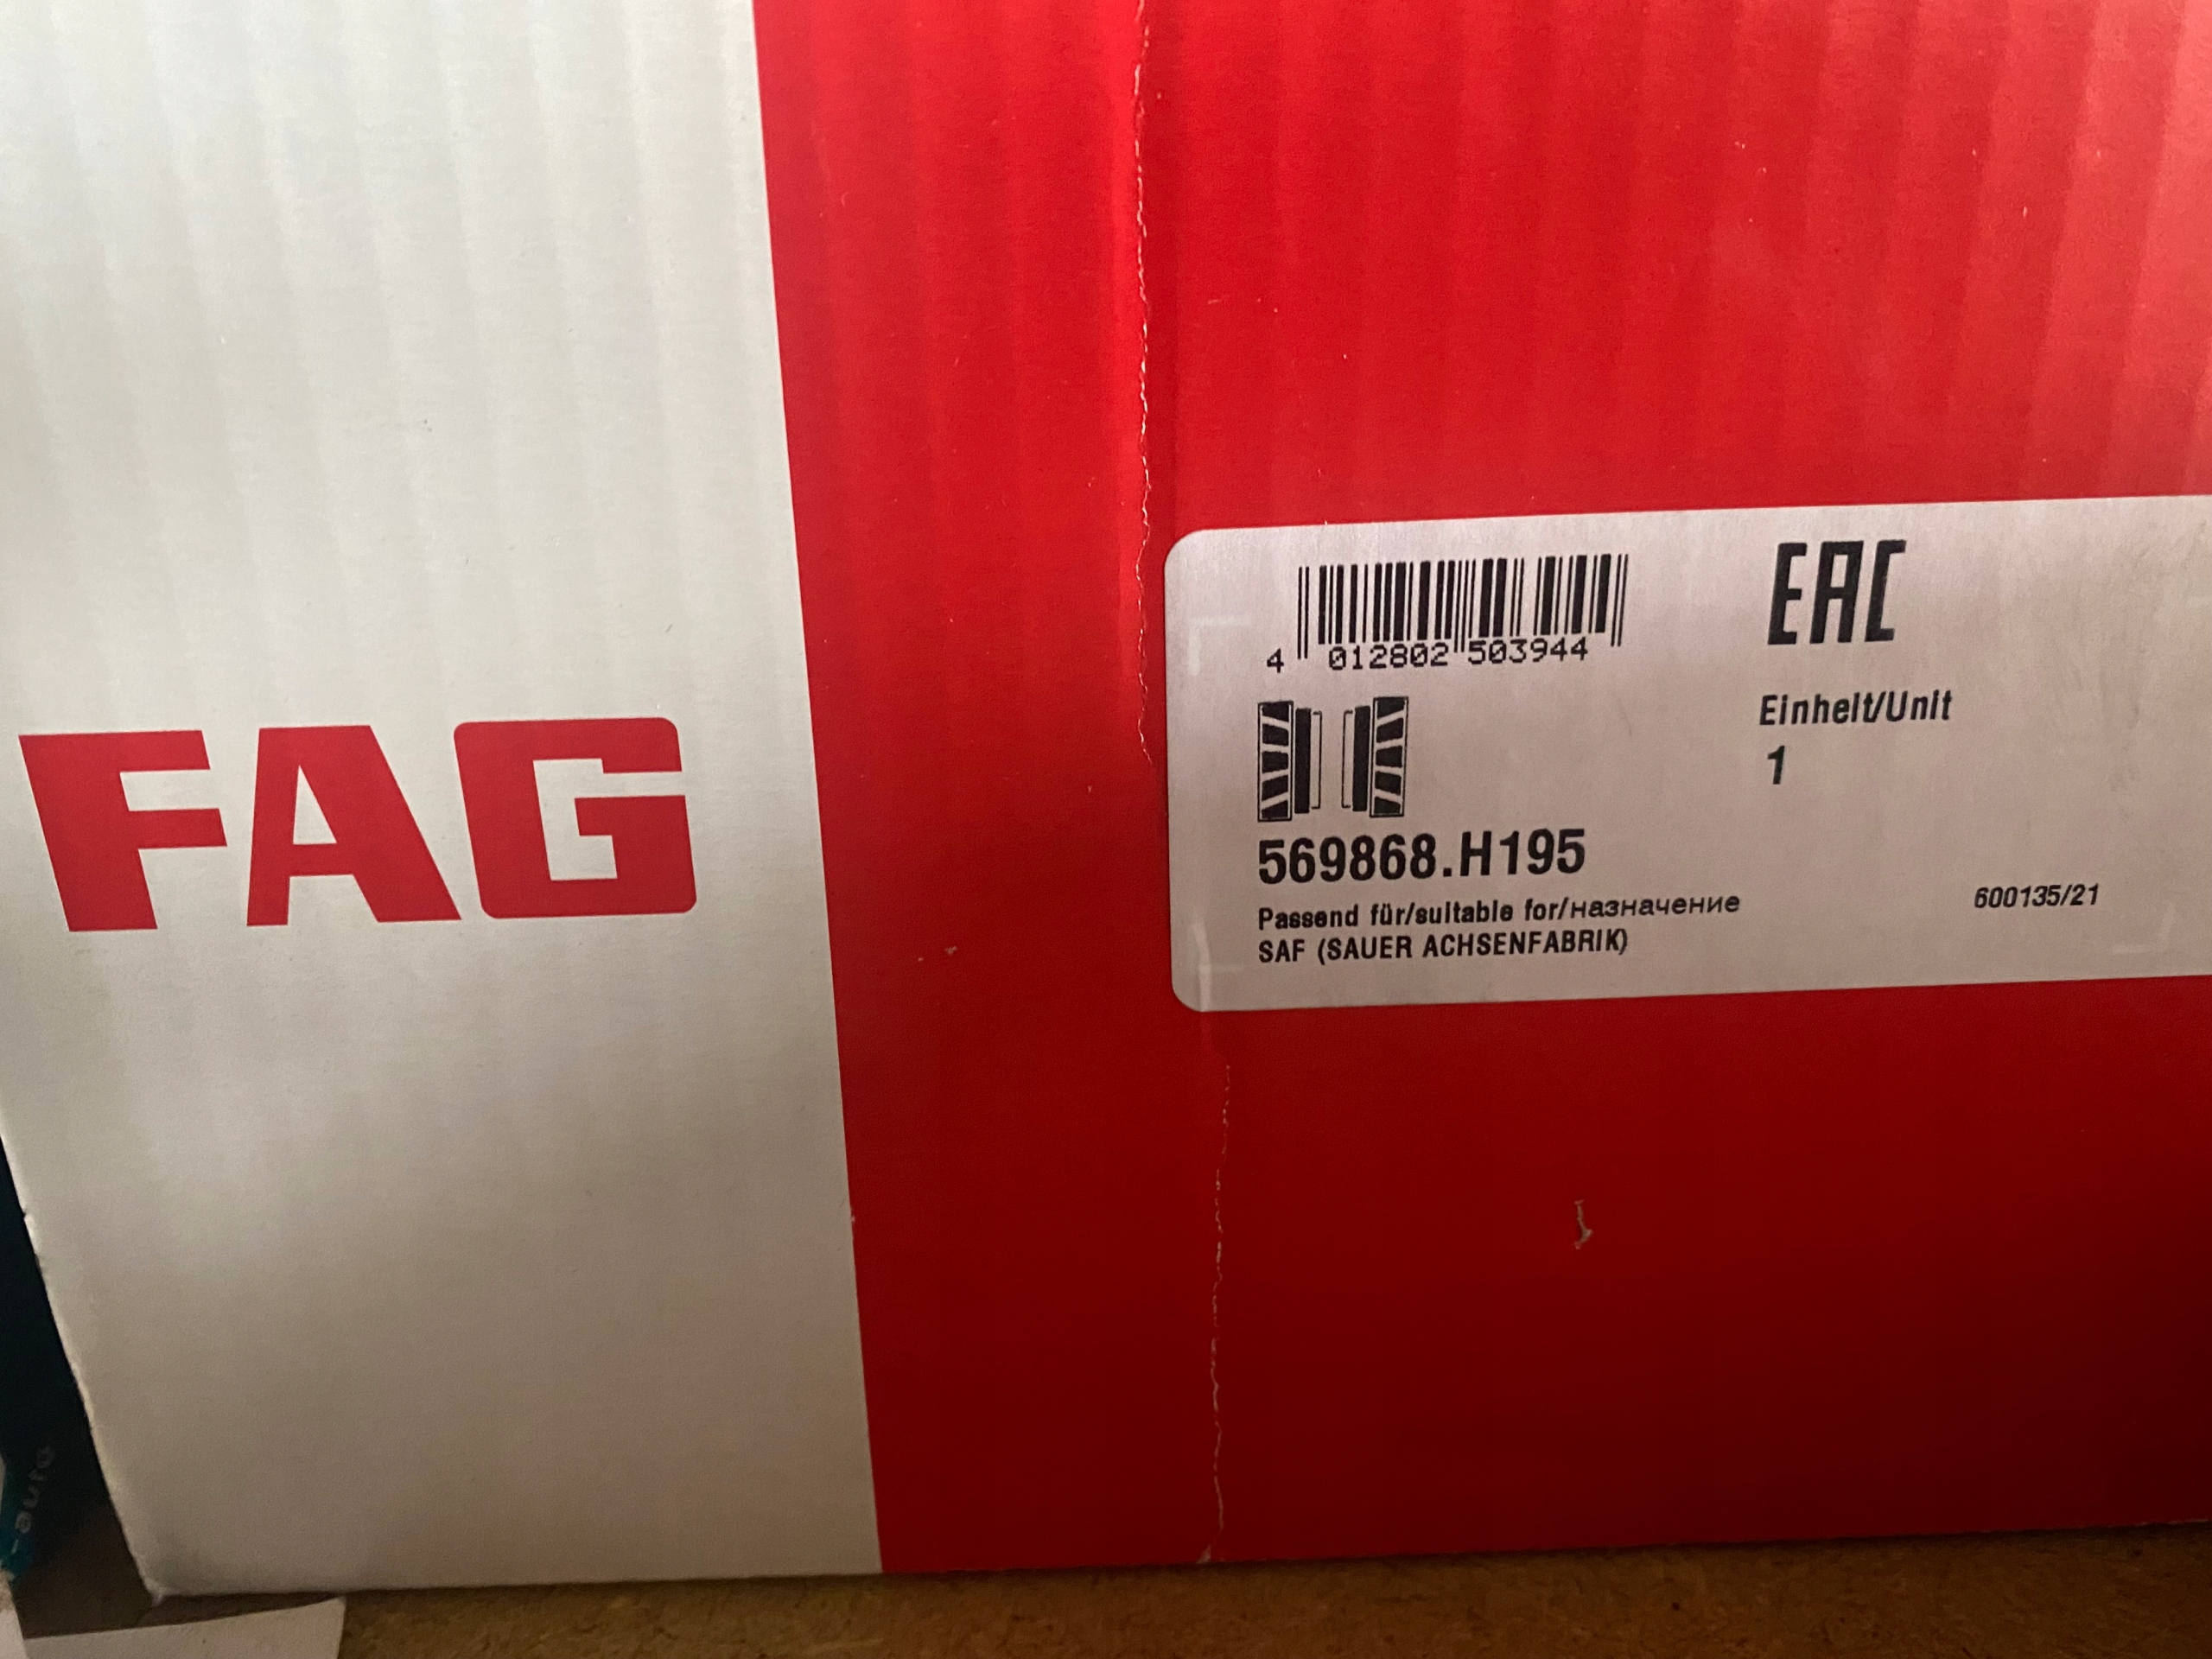 FAG
4 012802 503944
EAC
Einheit/Unit
1
569868.H195
Passend für/suitable for/назначение
SAF (SAUER ACHSENFABRIK)
600135/21
-auto